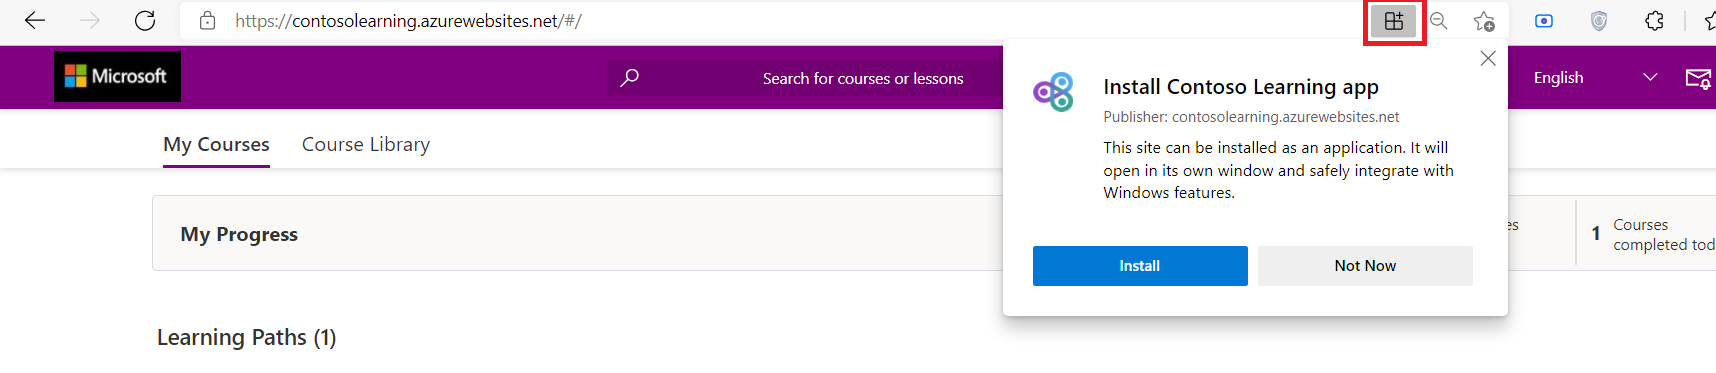 https://contosolearning.azurewebsites.net/#/
Microsoft
Search for courses or lessons
English
Install Contoso Learning app
Publisher: contosolearning.azurewebsites.net
This site can be installed as an application. It will
open in its own window and safely integrate with
Windows features.
Install
Not Now
My Courses
Course Library
My Progress
es
1
Courses
completed tod
Learning Paths (1)